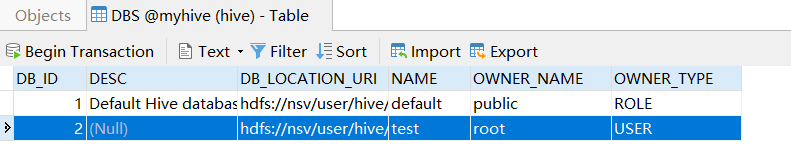 Objects DBS @myhive (hive) - Table
Begin Transaction Text Filter Sort Import Export
DB_ID DESC DB_LOCATION_URI NAME OWNER_NAME OWNER_TYPE
1 Default Hive databas hdfs://nsv/user/hive/ default public ROLE
2 (Null) hdfs://nsv/user/hive/ test root USER